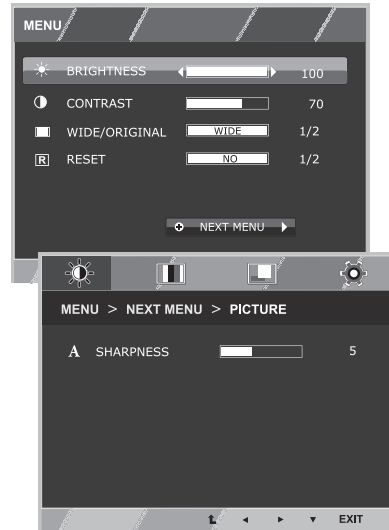 MENU
BRIGHTNESS 100
CONTRAST 70
WIDE/ORIGINAL WIDE 1/2
R RESET NO 1/2
NEXT MENU
MENU > NEXT MENU > PICTURE
A SHARPNESS 5
EXIT